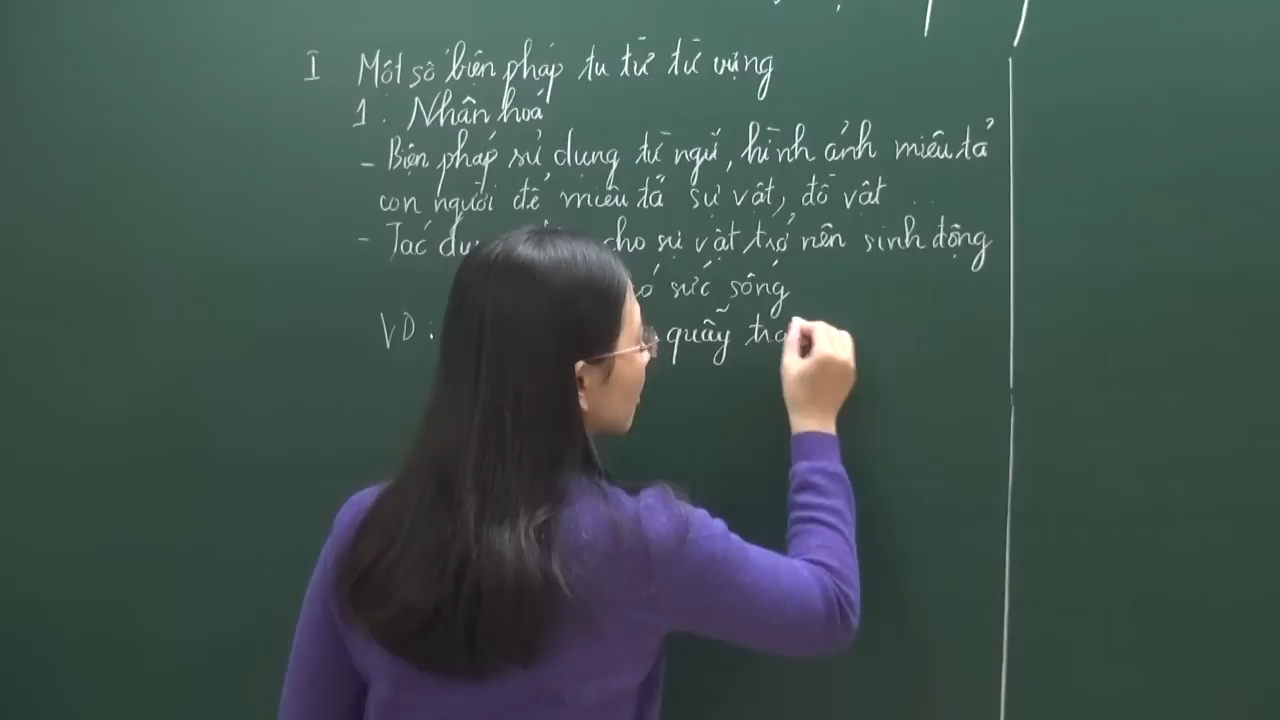 I Một số biện pháp tu từ từ vựng
1. Nhân hoá
- Biện pháp sử dụng từ ngữ, hình ảnh miêu tả
con người để miêu tả sự vật, đồ vật ...
- Tác cho sự vật trở nên sinh động
sức sống
VD: quẫy